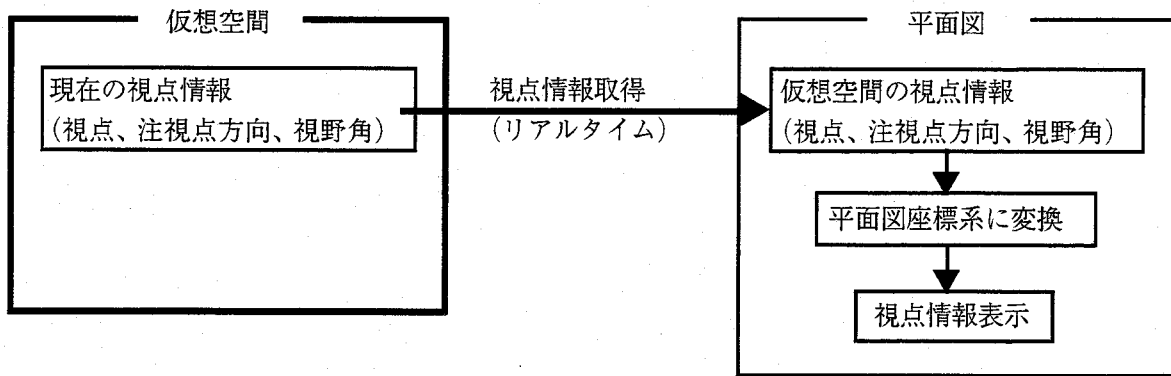 仮想空間
現在の視点情報
(視点、注視点方向、視野角)
視点情報取得
(リアルタイム)
平面図
仮想空間の視点情報
(視点、注視点方向、視野角)
平面図座標系に変換
視点情報表示